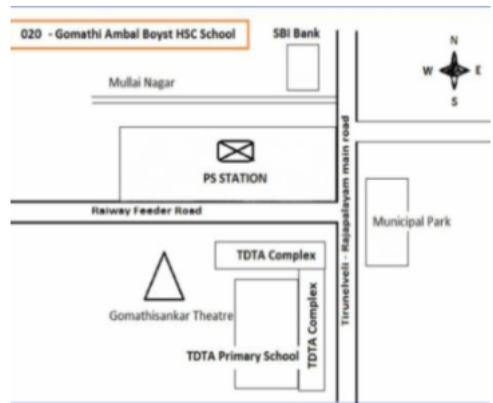 020 - Gomathi Ambal Boyst HSC School
SBI Bank
N
W E
S
Mullai Nagar
PS STATION
Raiway Feeder Road
Tirunelveli - Rajapalayam main road
Municipal Park
TDTA Complex
Gomathisankar Theatre
TDTA Complex
TDTA Primary School